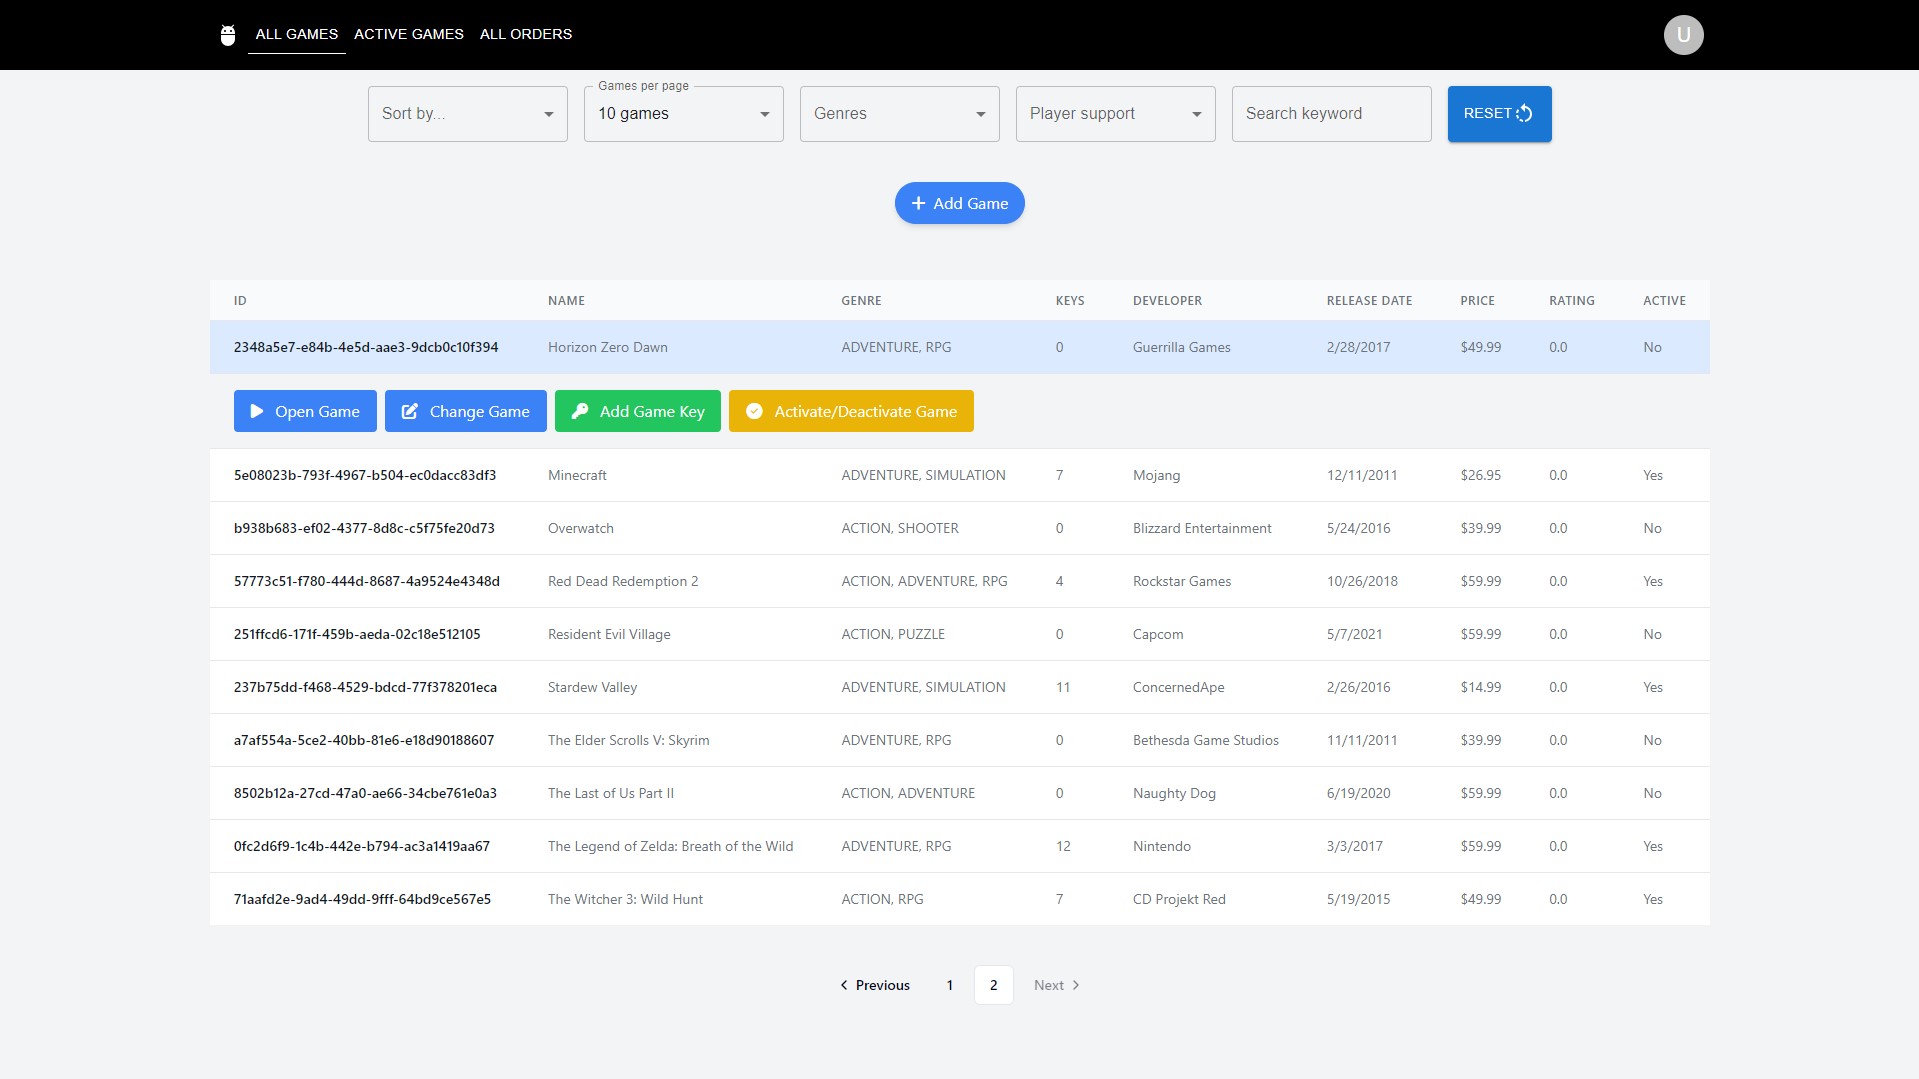 ALL GAMES ACTIVE GAMES ALL ORDERS U
Games per page
Sort by... 10 games Genres Player support Search keyword RESET
Add Game
ID NAME GENRE KEYS DEVELOPER RELEASE DATE PRICE RATING ACTIVE
2348a5e7-e84b-4e5d-aae3-9dcb0c10f394 Horizon Zero Dawn ADVENTURE, RPG 0 Guerrilla Games 2/28/2017 $49.99 0.0 No
Open Game Change Game Add Game Key Activate/Deactivate Game
5e08023b-793f-4967-b504-ec0dacc83df3 Minecraft ADVENTURE, SIMULATION 7 Mojang 12/11/2011 $26.95 0.0 Yes
b938b683-ef02-4377-8d8c-c5f75fe20d73 Overwatch ACTION, SHOOTER 0 Blizzard Entertainment 5/24/2016 $39.99 0.0 No
57773c51-f780-444d-8687-4a9524e4348d Red Dead Redemption 2 ACTION, ADVENTURE, RPG 4 Rockstar Games 10/26/2018 $59.99 0.0 Yes
251ffcd6-171f-459b-aeda-02c18e512105 Resident Evil Village ACTION, PUZZLE 0 Capcom 5/7/2021 $59.99 0.0 No
237b75dd-f468-4529-bdcd-77f378201eca Stardew Valley ADVENTURE, SIMULATION 11 ConcernedApe 2/26/2016 $14.99 0.0 Yes
a7af554a-5ce2-40bb-81e6-e18d90188607 The Elder Scrolls V: Skyrim ADVENTURE, RPG 0 Bethesda Game Studios 11/11/2011 $39.99 0.0 No
8502b12a-27cd-47a0-ae66-34cbe761e0a3 The Last of Us Part II ACTION, ADVENTURE 0 Naughty Dog 6/19/2020 $59.99 0.0 No
0fc2d6f9-1c4b-442e-b794-ac3a1419aa67 The Legend of Zelda: Breath of the Wild ADVENTURE, RPG 12 Nintendo 3/3/2017 $59.99 0.0 Yes
71aafd2e-9ad4-49dd-9fff-64bd9ce567e5 The Witcher 3: Wild Hunt ACTION, RPG 7 CD Projekt Red 5/19/2015 $49.99 0.0 Yes
Previous 1 2 Next